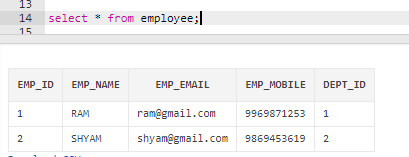 13
14 select * from employee;
15
EMP_ID EMP_NAME EMP_EMAIL EMP_MOBILE DEPT_ID
1 RAM ram@gmail.com 9969871253 1
2 SHYAM shyam@gmail.com 9869453619 2